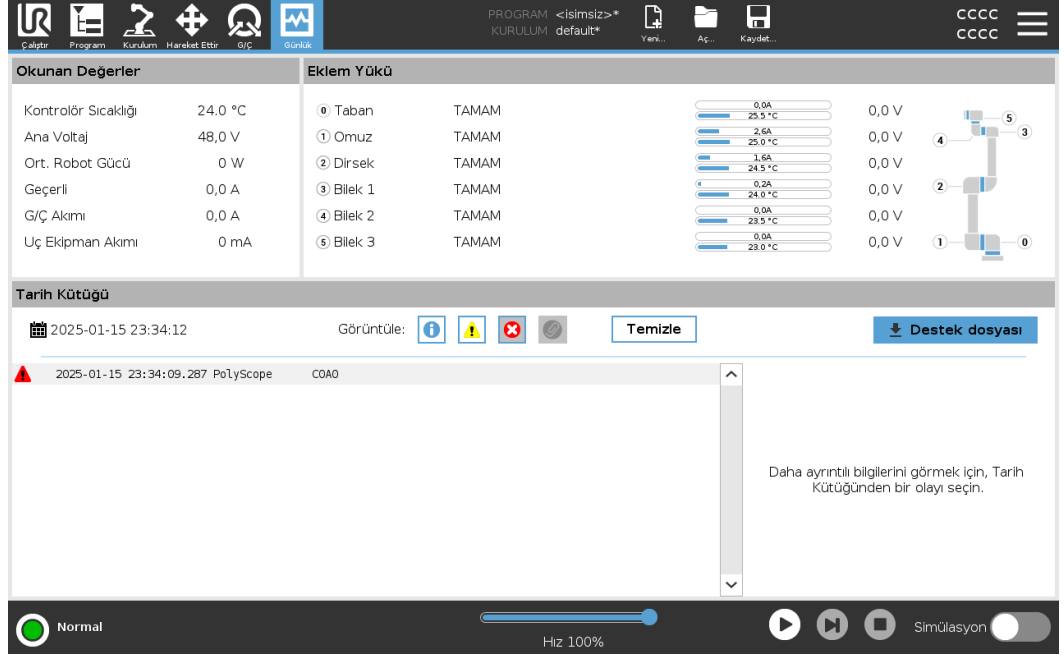 PROGRAM <isimsiz>*
KURULUM default*
cccc
cccc
Çalıştır Program Kurulum Hareket Ettir G/Ç Günlük Yeni... Aç... Kaydet...
Okunan Değerler
Kontrolör Sıcaklığı 24.0 °C
Ana Voltaj 48,0 V
Ort. Robot Gücü 0 W
Geçerli 0,0 A
G/Ç Akımı 0,0 A
Uç Ekipman Akımı 0 mA
Eklem Yükü
0 Taban TAMAM 0,0A 25.5 °C 0,0 V
1 Omuz TAMAM 2,6A 25.0 °C 0,0 V
2 Dirsek TAMAM 1,6A 24.5 °C 0,0 V
3 Bilek 1 TAMAM 0,2A 24.0 °C 0,0 V
4 Bilek 2 TAMAM 0,0A 23.5 °C 0,0 V
5 Bilek 3 TAMAM 0,0A 23.0 °C 0,0 V
5
3
4
2
1
0
Tarih Kütüğü
2025-01-15 23:34:12 Görüntüle: Temizle Destek dosyası
2025-01-15 23:34:09.287 PolyScope C0A0
Daha ayrıntılı bilgilerini görmek için, Tarih
Kütüğünden bir olayı seçin.
Normal
Hız 100%
Simülasyon